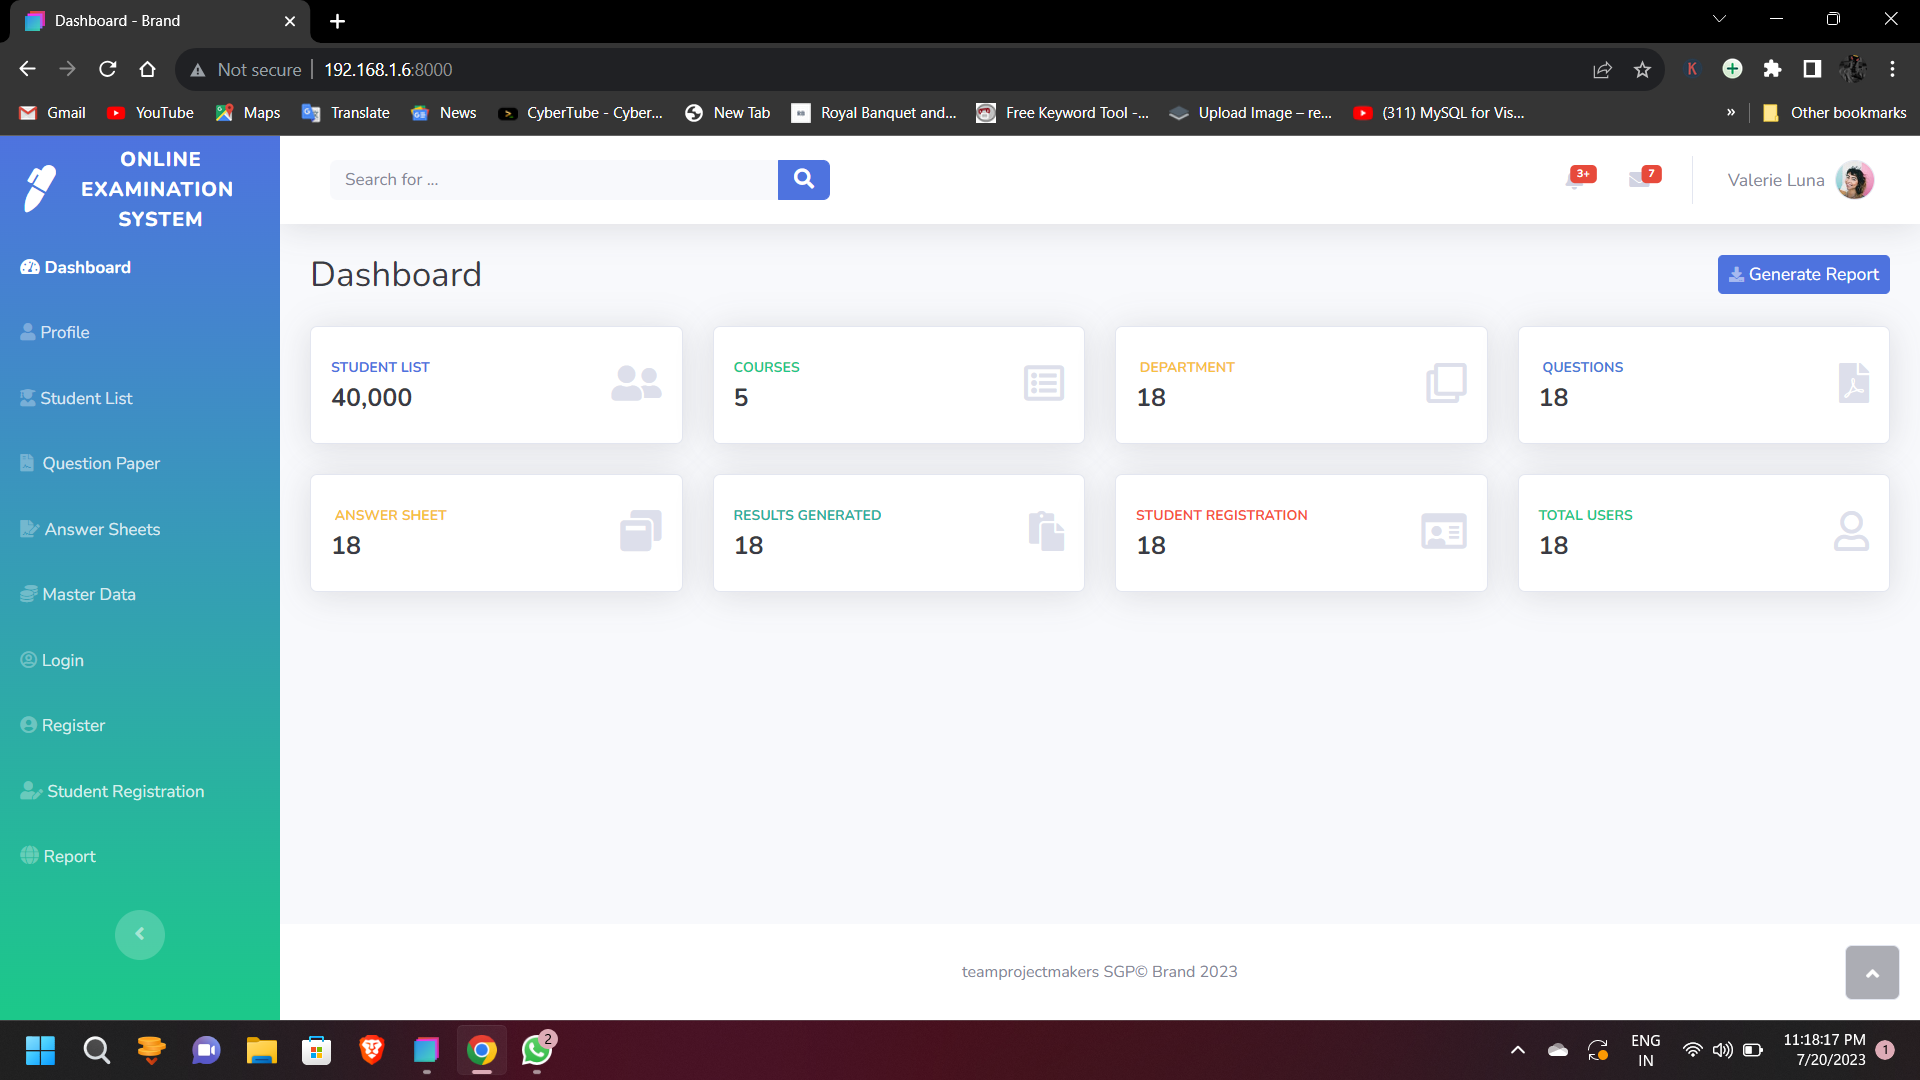 Dashboard - Brand
Not secure 192.168.1.6:8000
K
Gmail YouTube Maps Translate News CyberTube - Cyber... New Tab Royal Banquet and... Free Keyword Tool -... Upload Image – re... (311) MySQL for Vis... » Other bookmarks
ONLINE
EXAMINATION
SYSTEM
Dashboard
Profile
Student List
Question Paper
Answer Sheets
Master Data
Login
Register
Student Registration
Report
Search for ...
3+
7
Valerie Luna
Dashboard
Generate Report
STUDENT LIST
40,000
COURSES
5
DEPARTMENT
18
QUESTIONS
18
ANSWER SHEET
18
RESULTS GENERATED
18
STUDENT REGISTRATION
18
TOTAL USERS
18
teamprojectmakers SGP© Brand 2023
2
ENG
IN
11:18:17 PM
7/20/2023
1